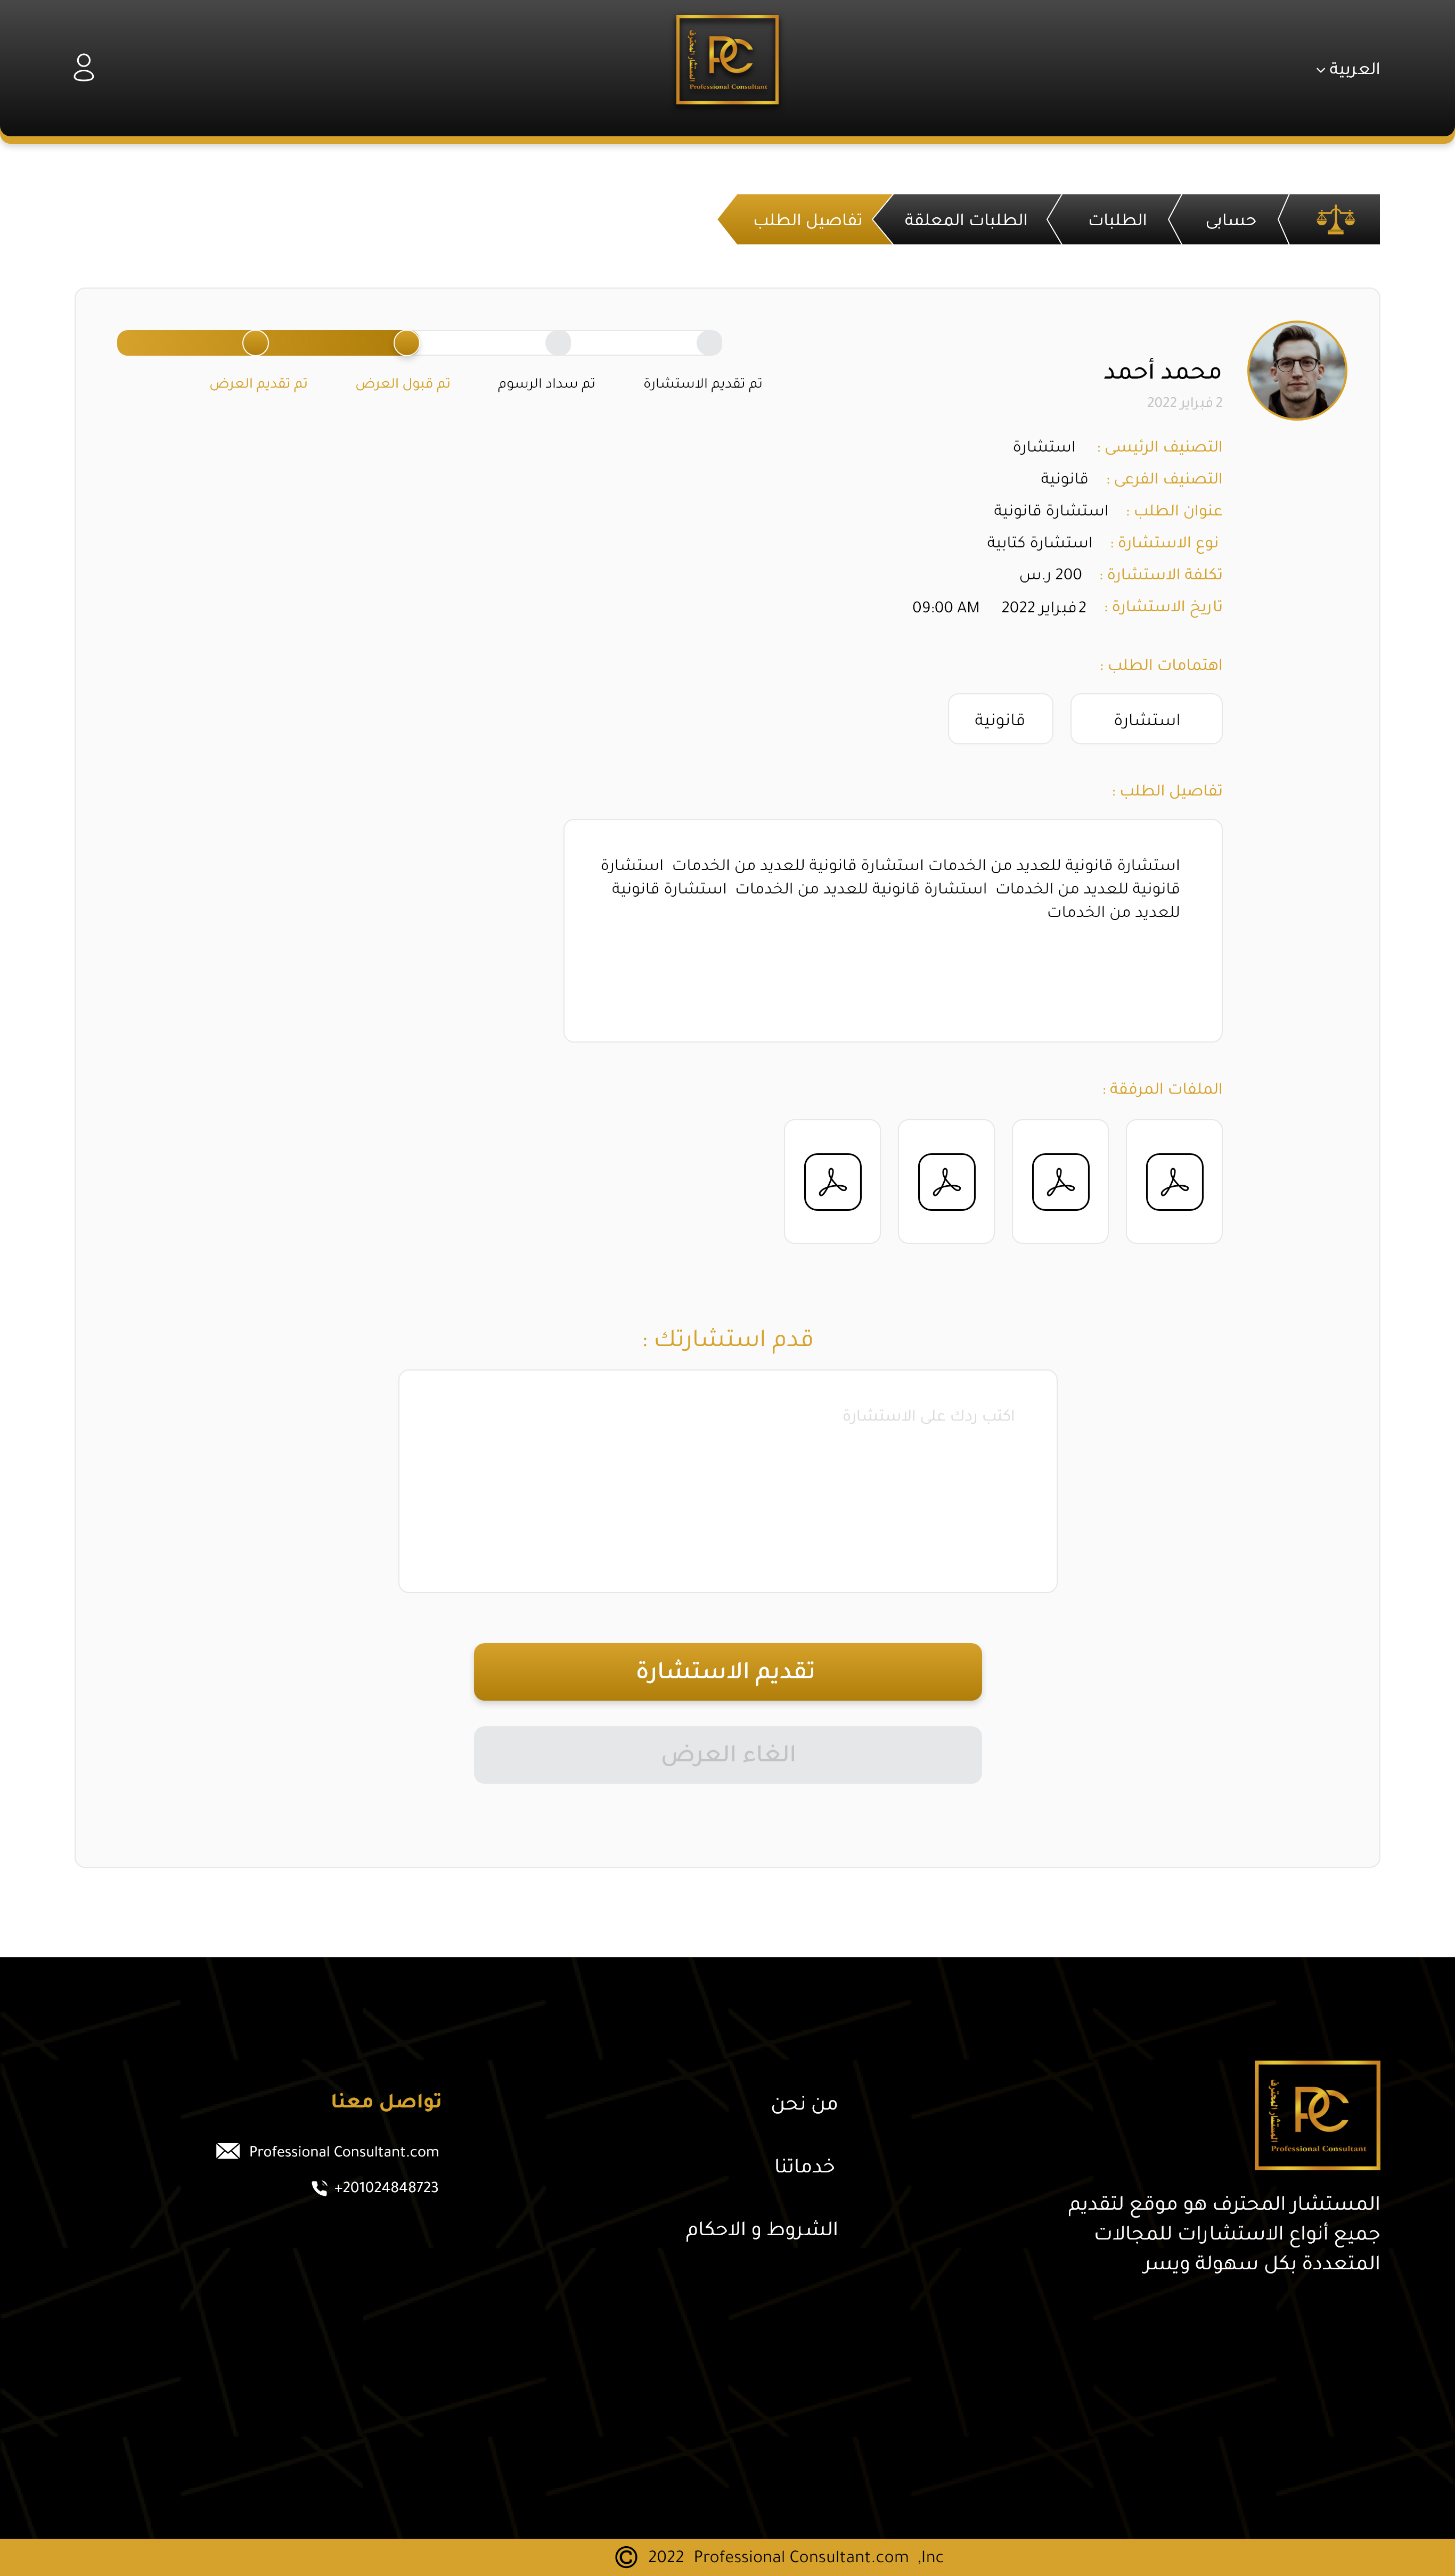 العربية
المستشار المحترف
PC
Professional Consultant
حسابى
الطلبات
الطلبات المعلقة
تفاصيل الطلب
محمد أحمد
2 فبراير 2022
تم تقديم الاستشارة
تم سداد الرسوم
تم قبول العرض
تم تقديم العرض
التصنيف الرئيسى : استشارة
التصنيف الفرعى : قانونية
عنوان الطلب : استشارة قانونية
نوع الاستشارة : استشارة كتابية
تكلفة الاستشارة : 200 ر.س
تاريخ الاستشارة : 2 فبراير 2022 09:00 AM
اهتمامات الطلب :
استشارة
قانونية
تفاصيل الطلب :
استشارة قانونية للعديد من الخدمات استشارة قانونية للعديد من الخدمات استشارة
قانونية للعديد من الخدمات استشارة قانونية للعديد من الخدمات استشارة قانونية
للعديد من الخدمات
الملفات المرفقة :
قدم استشارتك :
اكتب ردك على الاستشارة
تقديم الاستشارة
الغاء العرض
المستشار المحترف
PC
Professional Consultant
المستشار المحترف هو موقع لتقديم
جميع أنواع الاستشارات للمجالات
المتعددة بكل سهولة ويسر
من نحن
خدماتنا
الشروط و الاحكام
تواصل معنا
Professional Consultant.com
+201024848723
© 2022 Professional Consultant.com ,Inc